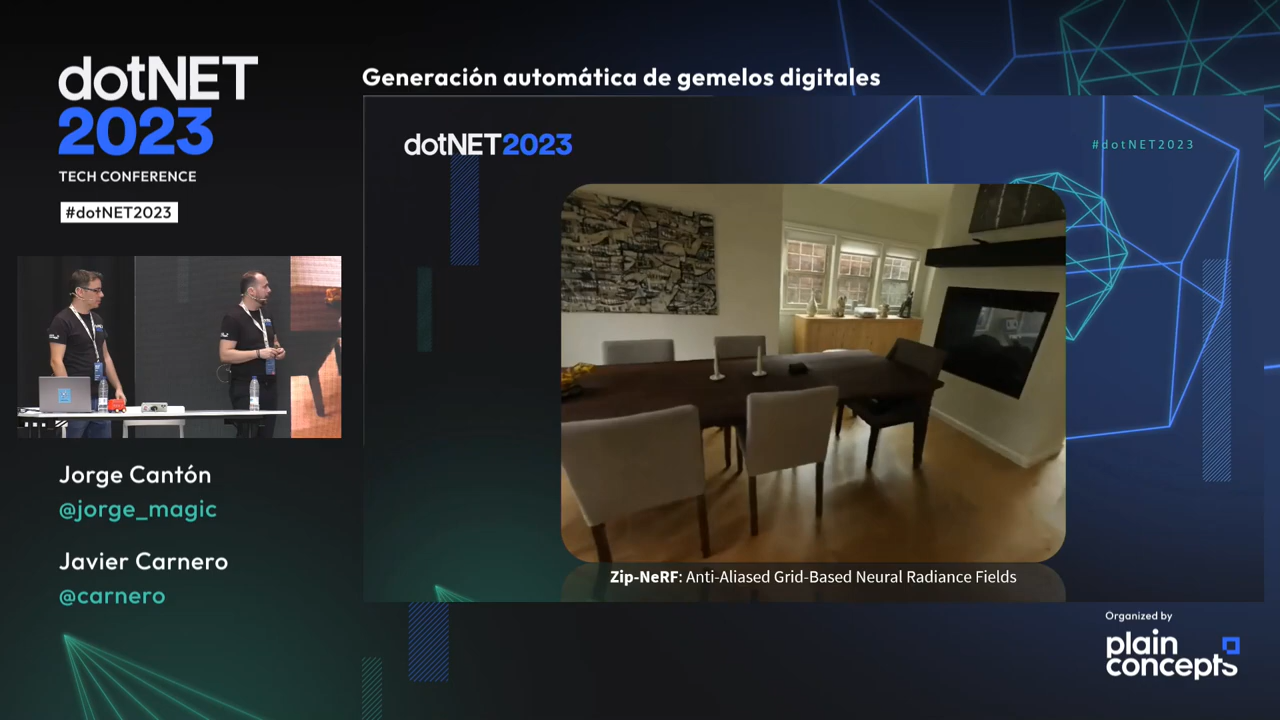 dotNET
2023
TECH CONFERENCE
#dotNET2023
Generación automática de gemelos digitales
dotNET2023
#dotNET2023
Zip-NeRF: Anti-Aliased Grid-Based Neural Radiance Fields
Jorge Cantón
@jorge_magic
Javier Carnero
@carnero
Organized by
plain
concepts